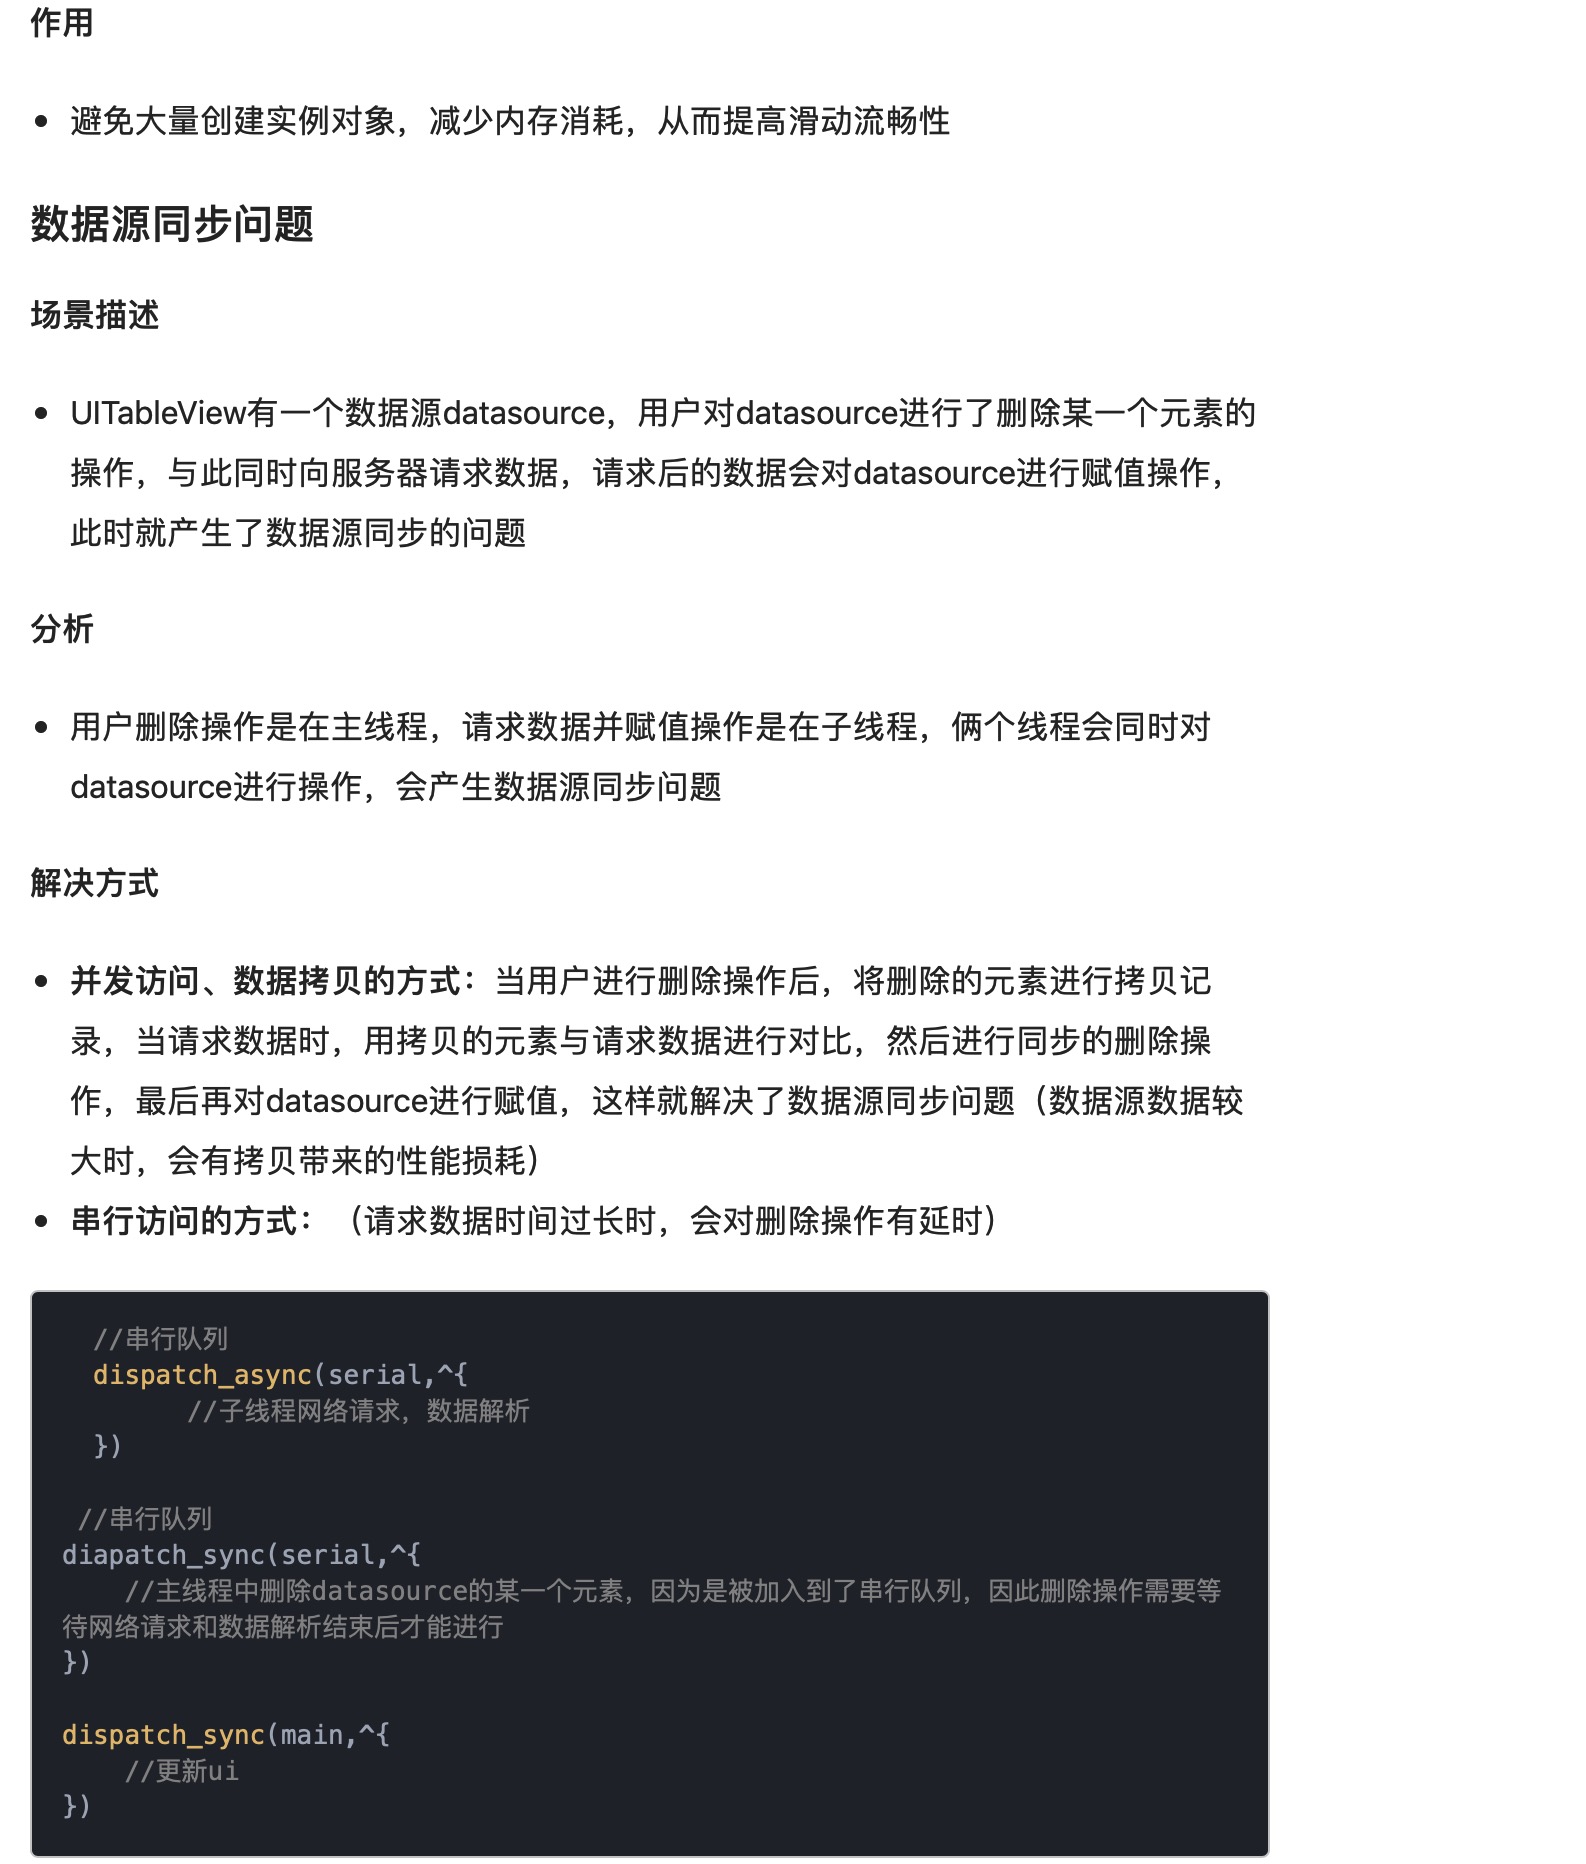 作用
避免大量创建实例对象，减少内存消耗，从而提高滑动流畅性
数据源同步问题
场景描述
UITableView有一个数据源datasource，用户对datasource进行了删除某一个元素的
操作，与此同时向服务器请求数据，请求后的数据会对datasource进行赋值操作，
此时就产生了数据源同步的问题
分析
用户删除操作是在主线程，请求数据并赋值操作是在子线程，俩个线程会同时对
datasource进行操作，会产生数据源同步问题
解决方式
并发访问、数据拷贝的方式：当用户进行删除操作后，将删除的元素进行拷贝记
录，当请求数据时，用拷贝的元素与请求数据进行对比，然后进行同步的删除操
作，最后再对datasource进行赋值，这样就解决了数据源同步问题（数据源数据较
大时，会有拷贝带来的性能损耗）
串行访问的方式：（请求数据时间过长时，会对删除操作有延时）
//串行队列
dispatch_async(serial,^{
//子线程网络请求，数据解析
})
//串行队列
diapatch_sync(serial,^{
//主线程中删除datasource的某一个元素，因为是被加入到了串行队列，因此删除操作需要等
待网络请求和数据解析结束后才能进行
})
dispatch_sync(main,^{
//更新ui
})